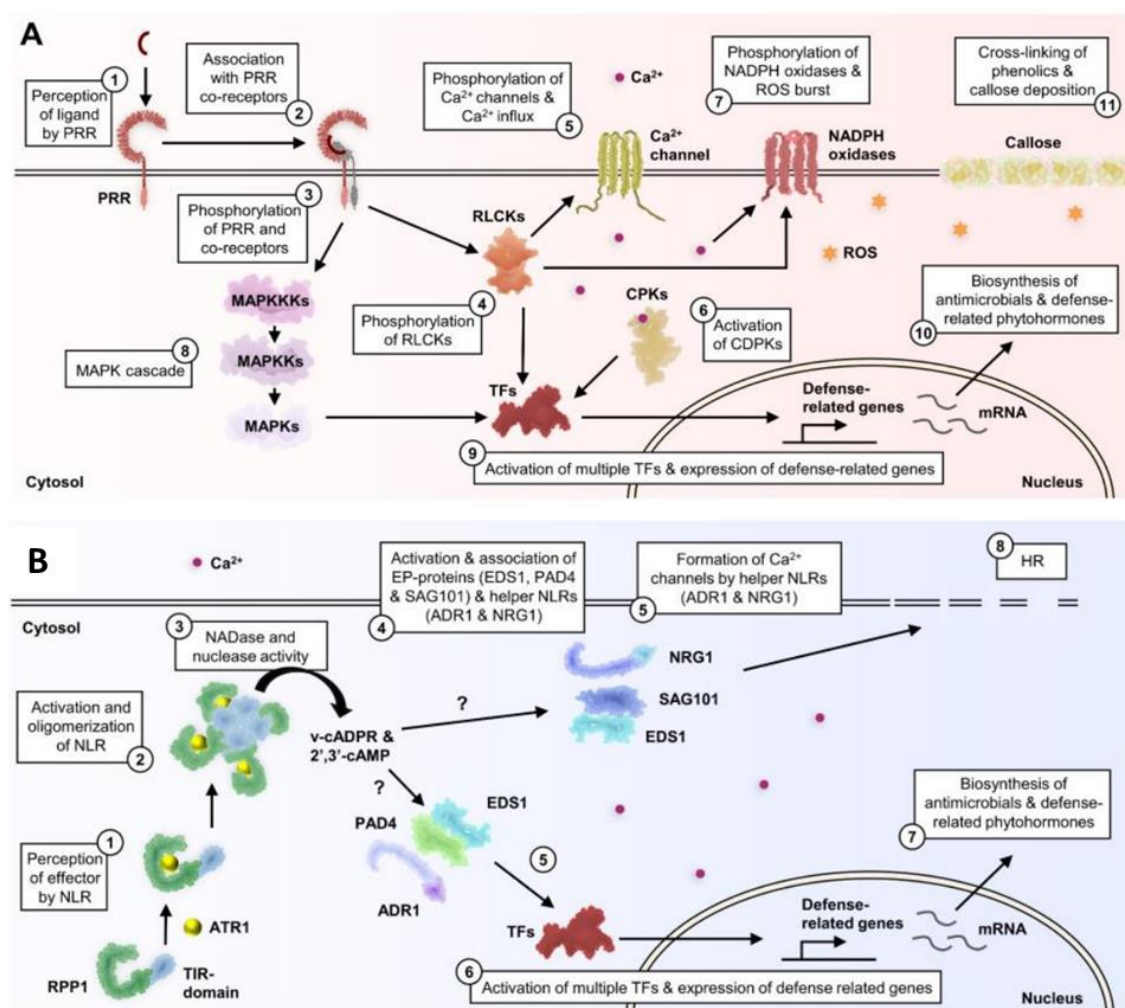 A
1
Perception
of ligand
by PRR
PRR
Association
with PRR
co-receptors
2
3
Phosphorylation
of PRR and
co-receptors
Phosphorylation of
Ca²⁺ channels &
Ca²⁺ influx
5
Ca²⁺
Ca²⁺
channel
7
Phosphorylation of
NADPH oxidases &
ROS burst
NADPH
oxidases
Cross-linking of
phenolics &
callose deposition
11
Callose
RLCKs
4
Phosphorylation
of RLCKs
ROS
CPKs
6
Activation
of CDPKs
MAPKKKs
MAPKKs
MAPKs
8
MAPK cascade
TFs
9
Activation of multiple TFs & expression of defense-related genes
Defense-
related genes
mRNA
Biosynthesis of
antimicrobials & defense-
related phytohormones
10
Cytosol
Nucleus
B
Ca²⁺
Cytosol
3
NADase and
nuclease activity
Activation & association of
EP-proteins (EDS1, PAD4
& SAG101) & helper NLRs
(ADR1 & NRG1)
4
Formation of Ca²⁺
channels by helper NLRs
(ADR1 & NRG1)
5
8
HR
Activation and
oligomerization
of NLR
2
v-cADPR &
2',3'-cAMP
?
NRG1
SAG101
EDS1
?
EDS1
PAD4
ADR1
5
1
Perception
of effector
by NLR
ATR1
RPP1
TIR-
domain
TFs
6
Activation of multiple TFs & expression of defense related genes
Defense-
related genes
mRNA
Biosynthesis of
antimicrobials & defense-
related phytohormones
7
Nucleus